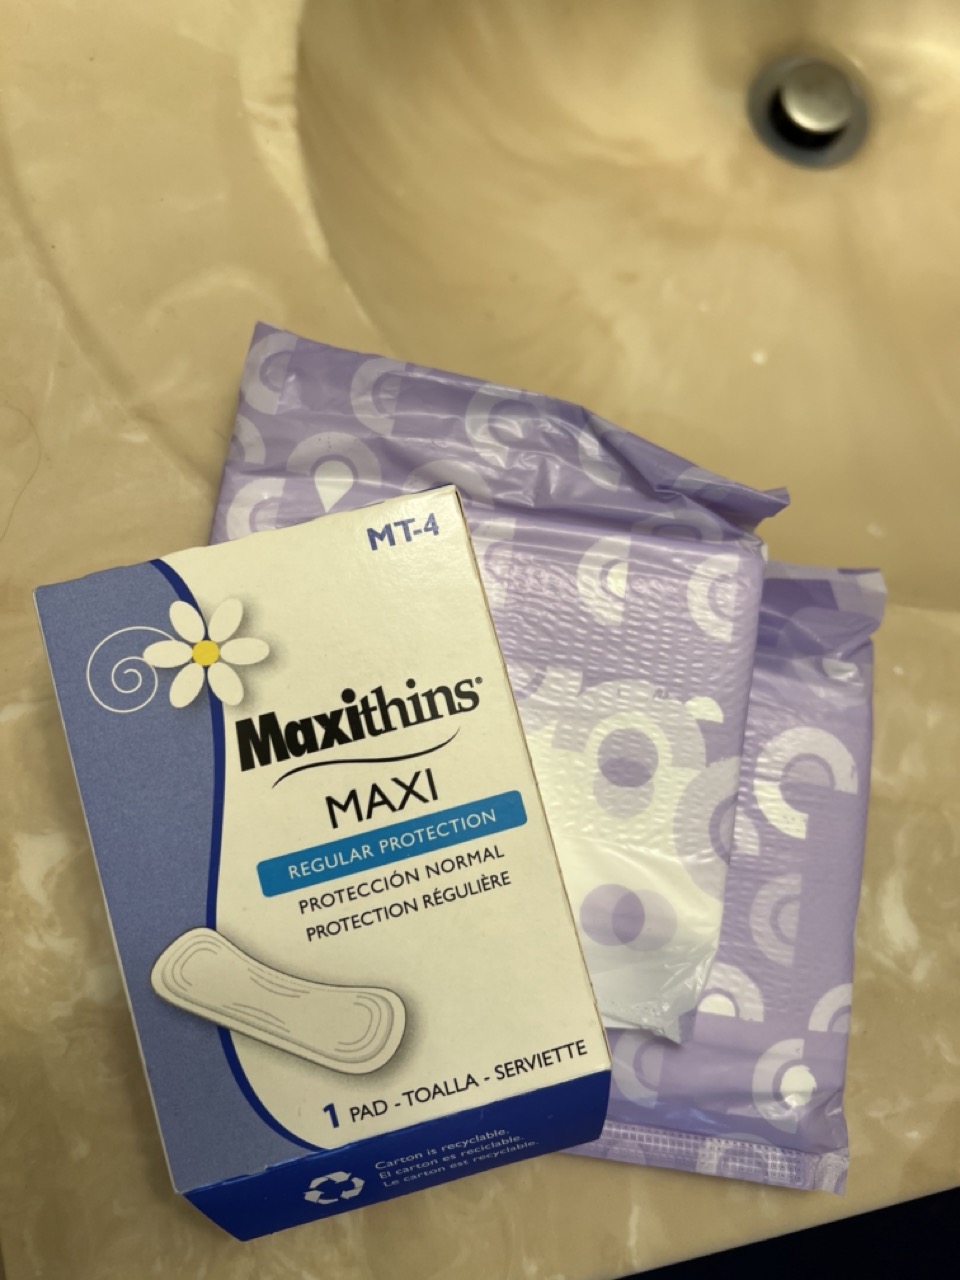 MT-4
Maxithins®
MAXI
REGULAR PROTECTION
PROTECCIÓN NORMAL
PROTECTION RÉGULIÈRE
1 PAD - TOALLA - SERVIETTE
Carton is recyclable.
El carton es reciclable.
Le carton est recyclable.